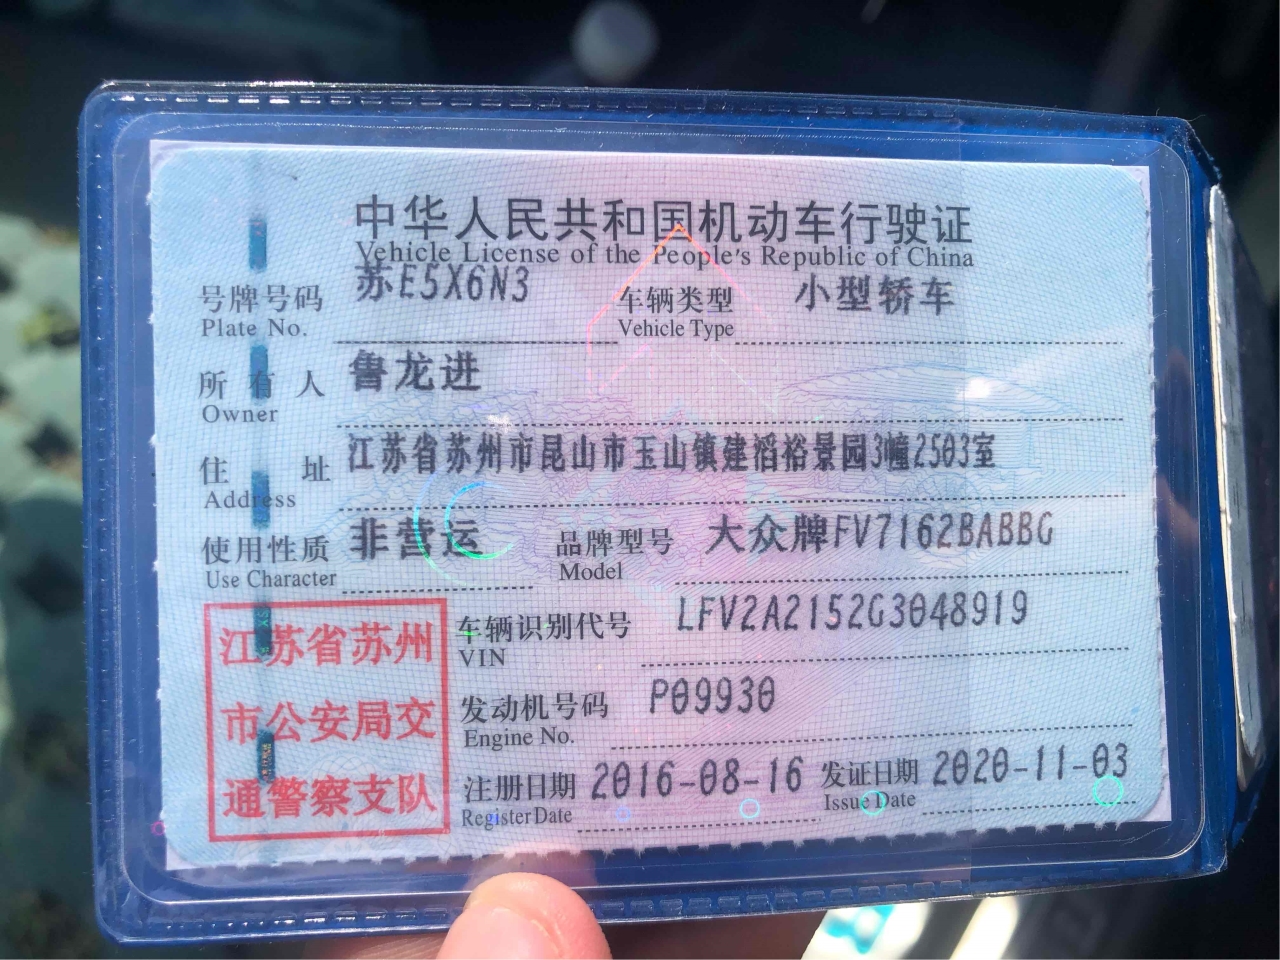 中华人民共和国机动车行驶证
Vehicle License of the People's Republic of China
号牌号码 苏E5X6N3 车辆类型 小型轿车
Plate No. Vehicle Type
所有人 鲁龙进
Owner
住址 江苏省苏州市昆山市玉山镇建滔裕景园3幢2503室
Address
使用性质 非营运 品牌型号 大众牌FV7162BABBG
Use Character Model
江苏省苏州
市公安局交
通警察支队
车辆识别代号 LFV2A2152G3048919
VIN
发动机号码 P09930
Engine No.
注册日期 2016-08-16 发证日期 2020-11-03
Register Date Issue Date